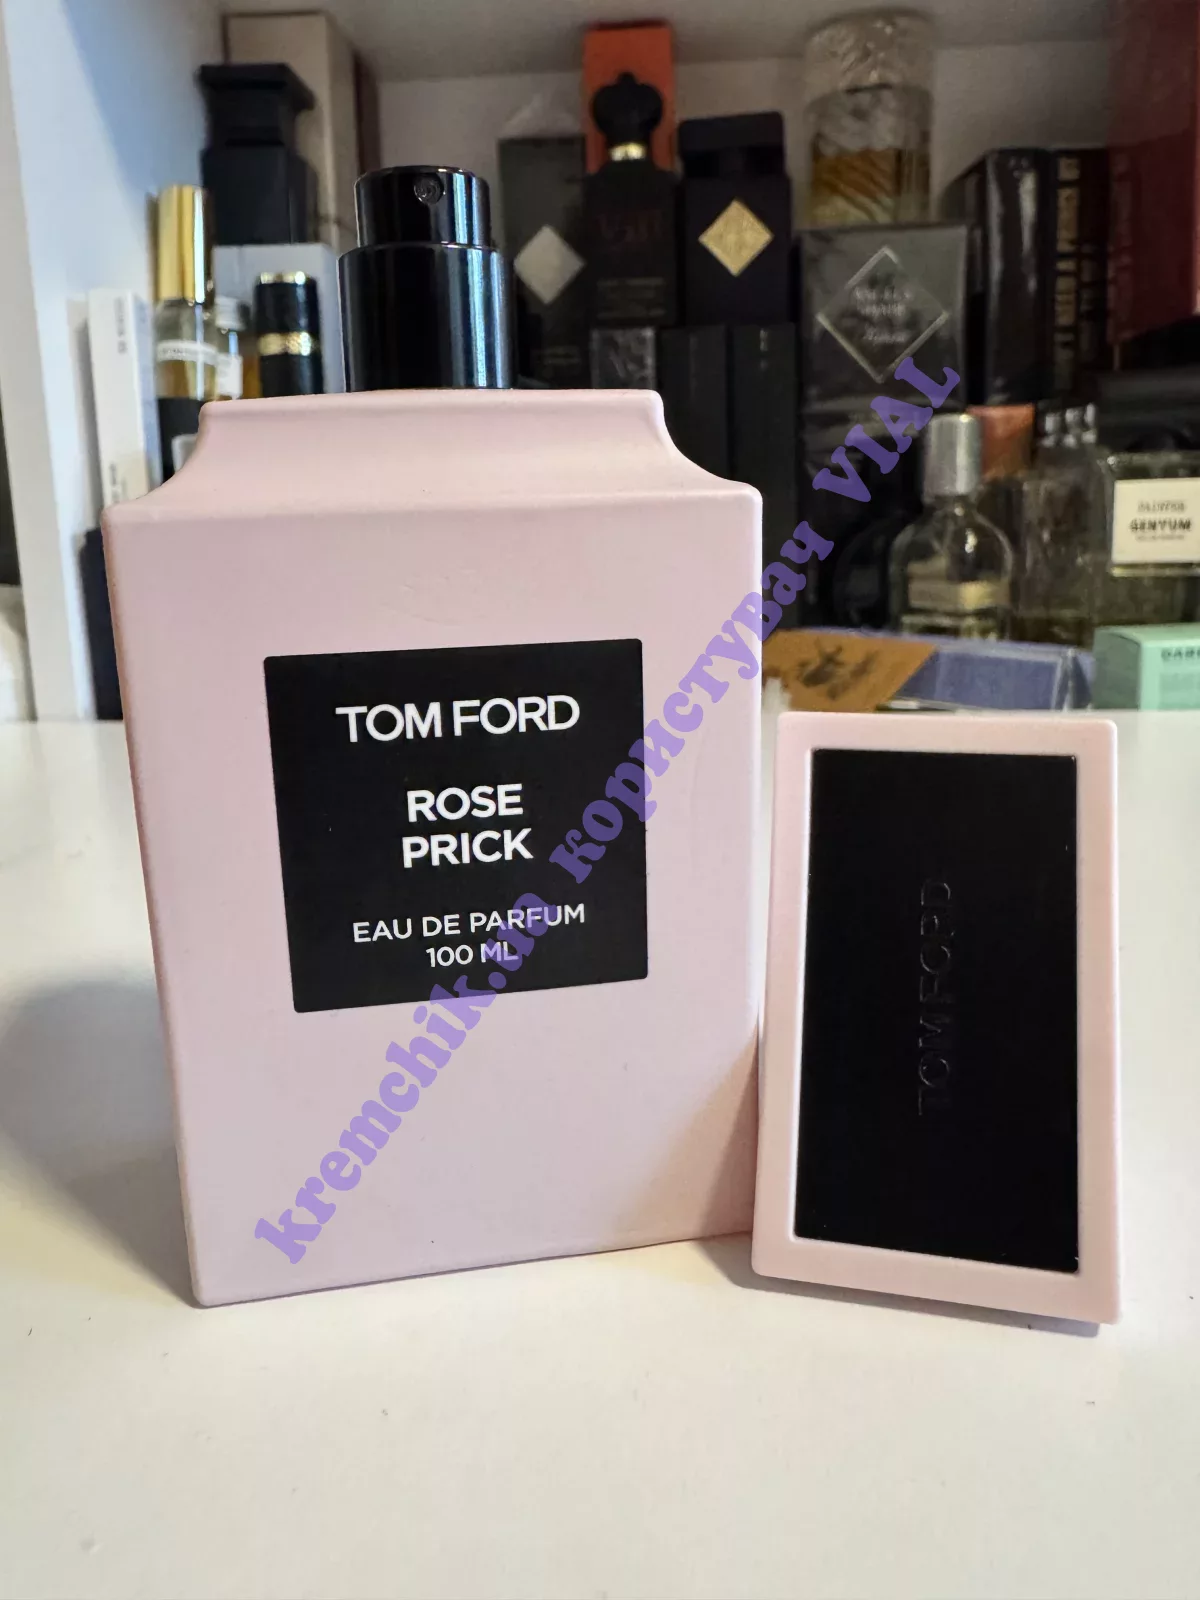 TOM FORD
ROSE
PRICK
EAU DE PARFUM
100 ML
TOM FORD
kremchik.ua користувач VIAL
GENYUM